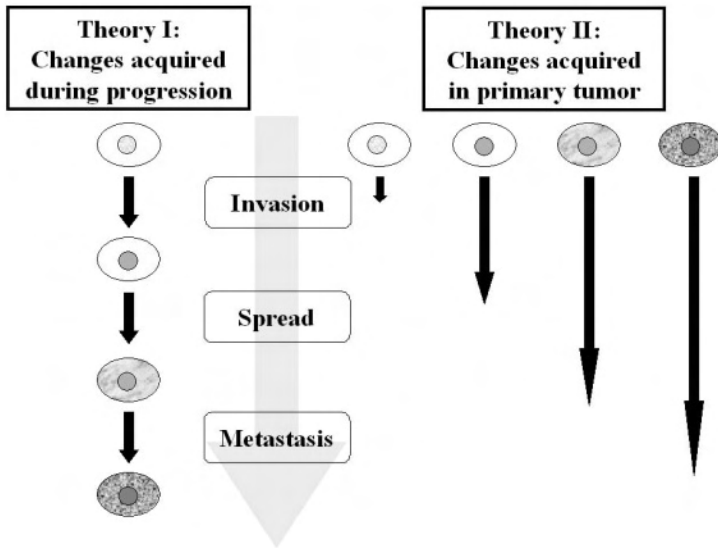 Theory I:
Changes acquired
during progression
Theory II:
Changes acquired
in primary tumor
Invasion
Spread
Metastasis